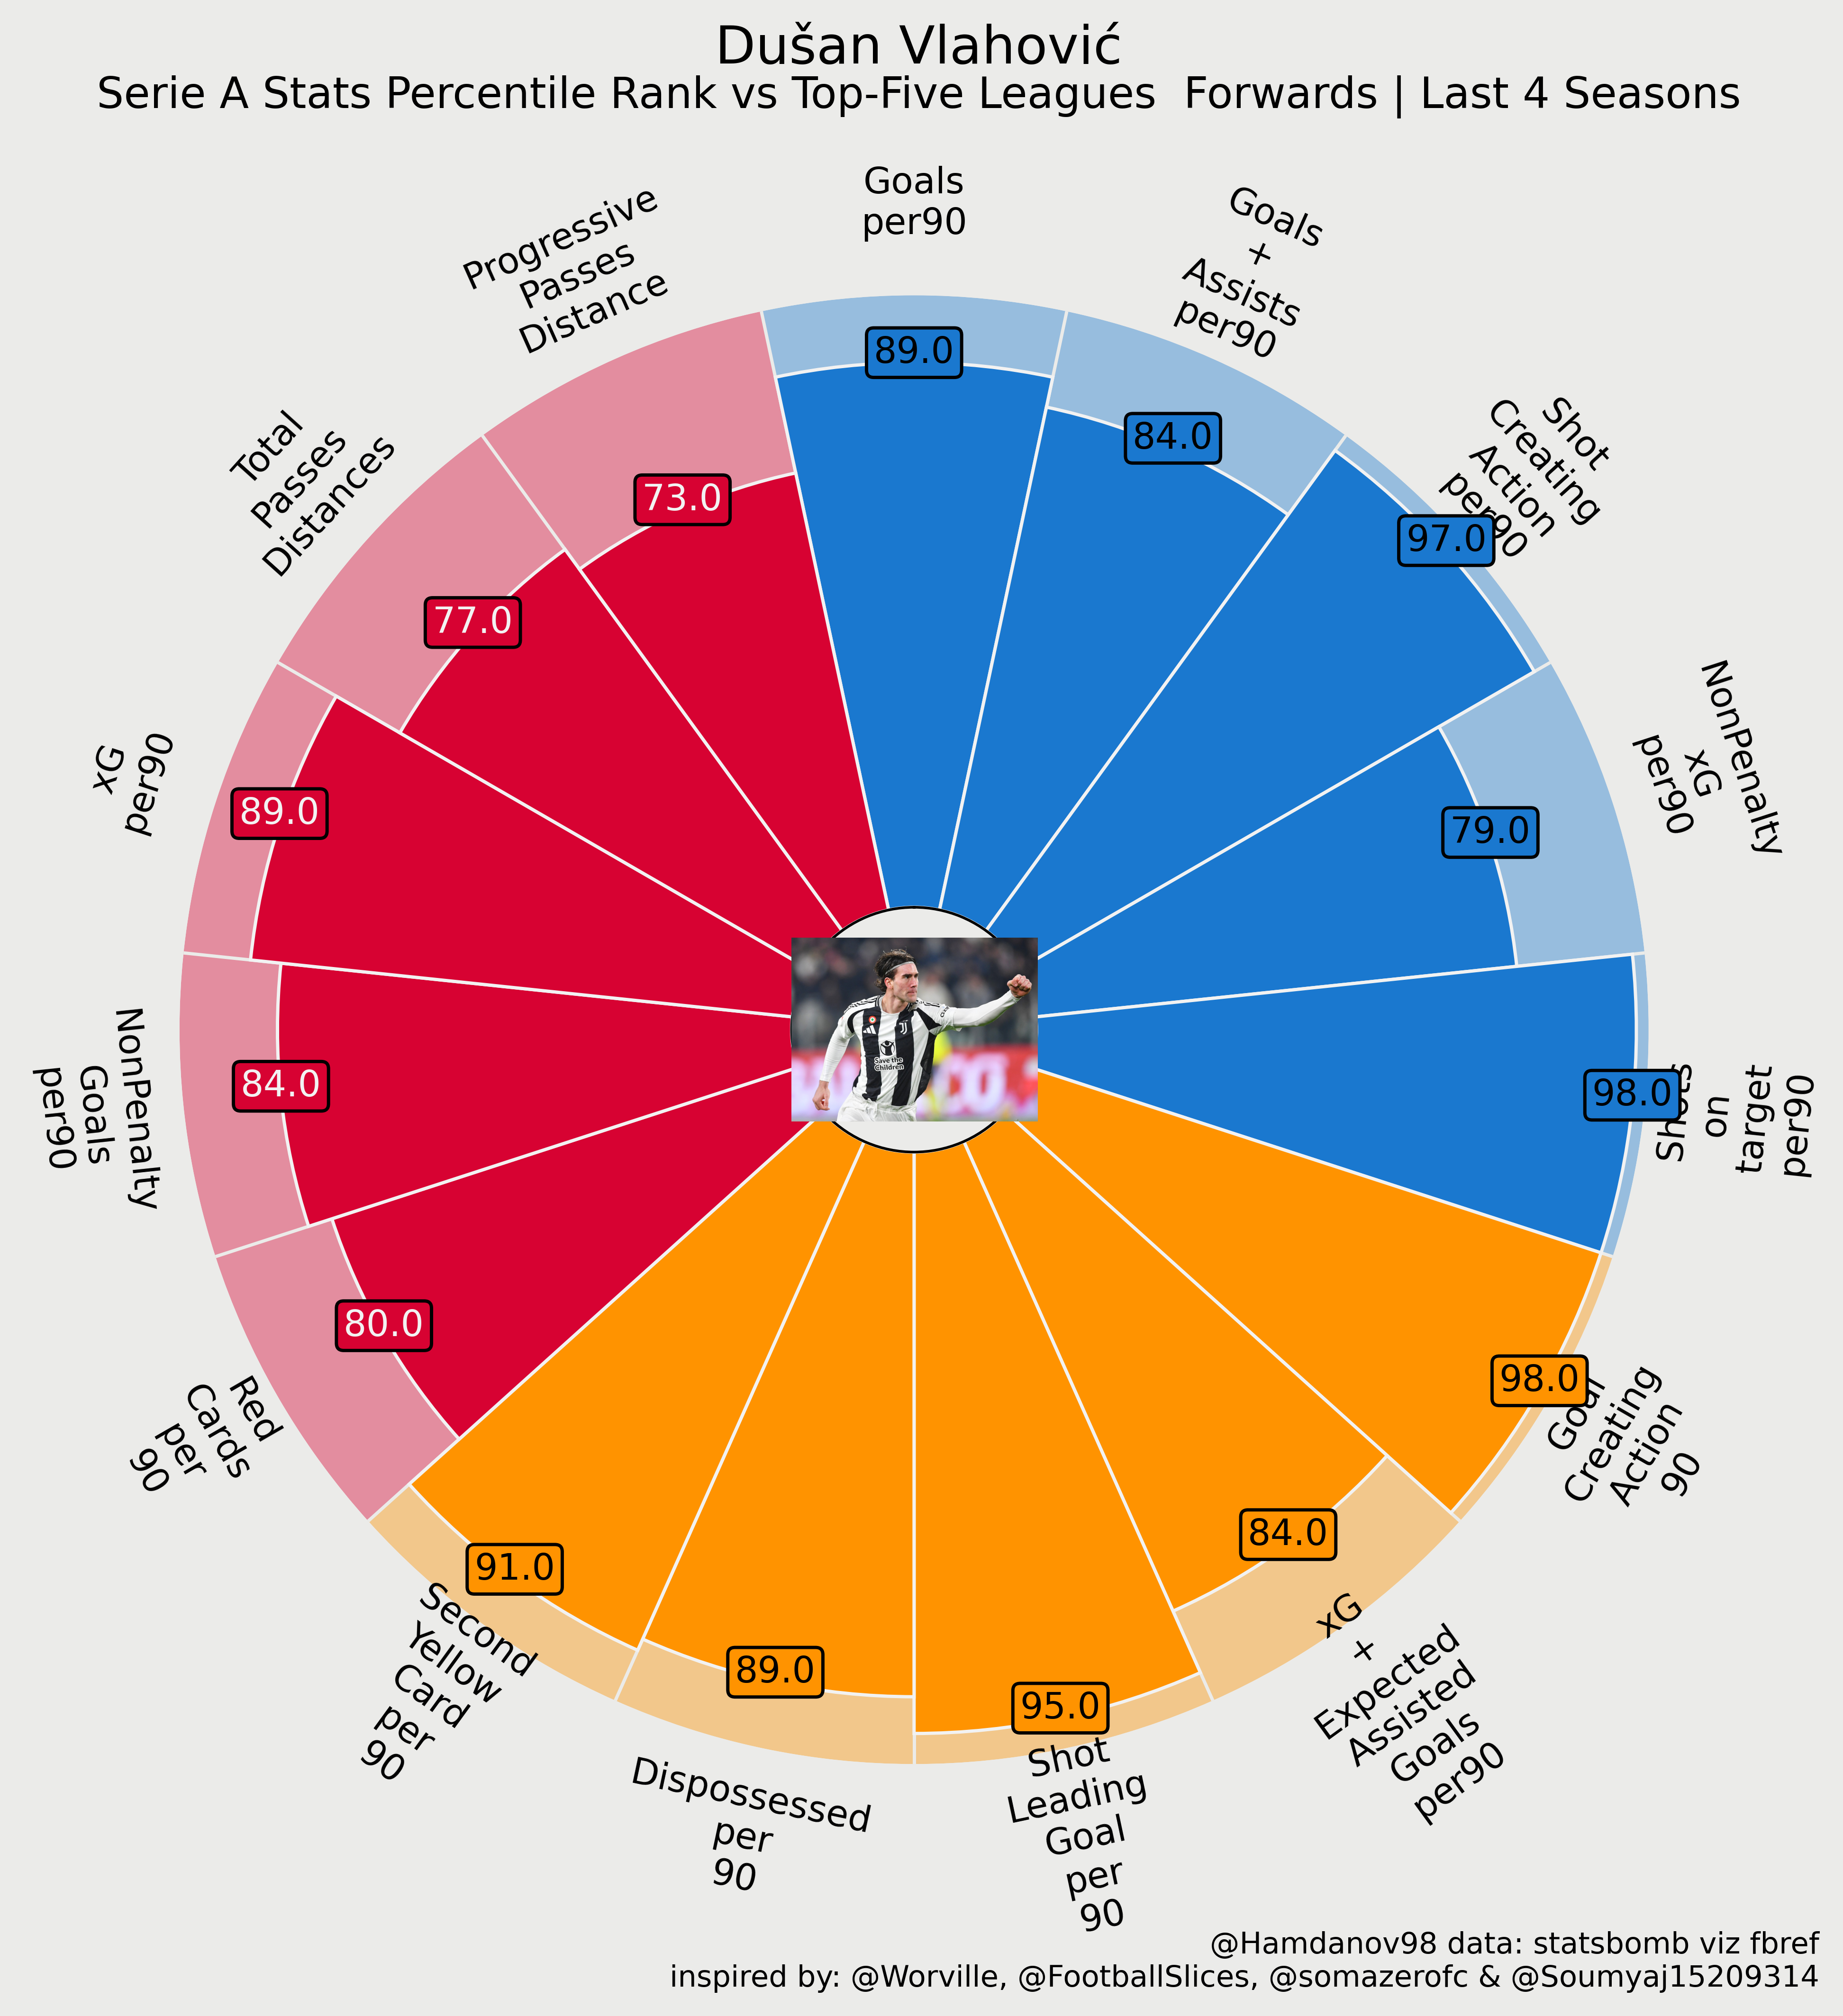 Dušan Vlahović
Serie A Stats Percentile Rank vs Top-Five Leagues  Forwards | Last 4 Seasons
Goals
per90
89.0
Goals
+
Assists
per90
84.0
Shot
Creating
Action
per90
97.0
NonPenalty
xG
per90
79.0
Shots
on
target
per90
98.0
Goal
Creating
Action
90
98.0
xG
+
Expected
Assisted
Goals
per90
84.0
Shot
Leading
Goal
per
90
95.0
Dispossessed
per
90
89.0
Second
Yellow
Card
per
90
91.0
Red
Cards
per
90
80.0
NonPenalty
Goals
per90
84.0
xG
per90
89.0
Total
Passes
Distances
77.0
Progressive
Passes
Distance
73.0
Save the
Children
@Hamdanov98 data: statsbomb viz fbref
inspired by: @Worville, @FootballSlices, @somazerofc & @Soumyaj15209314